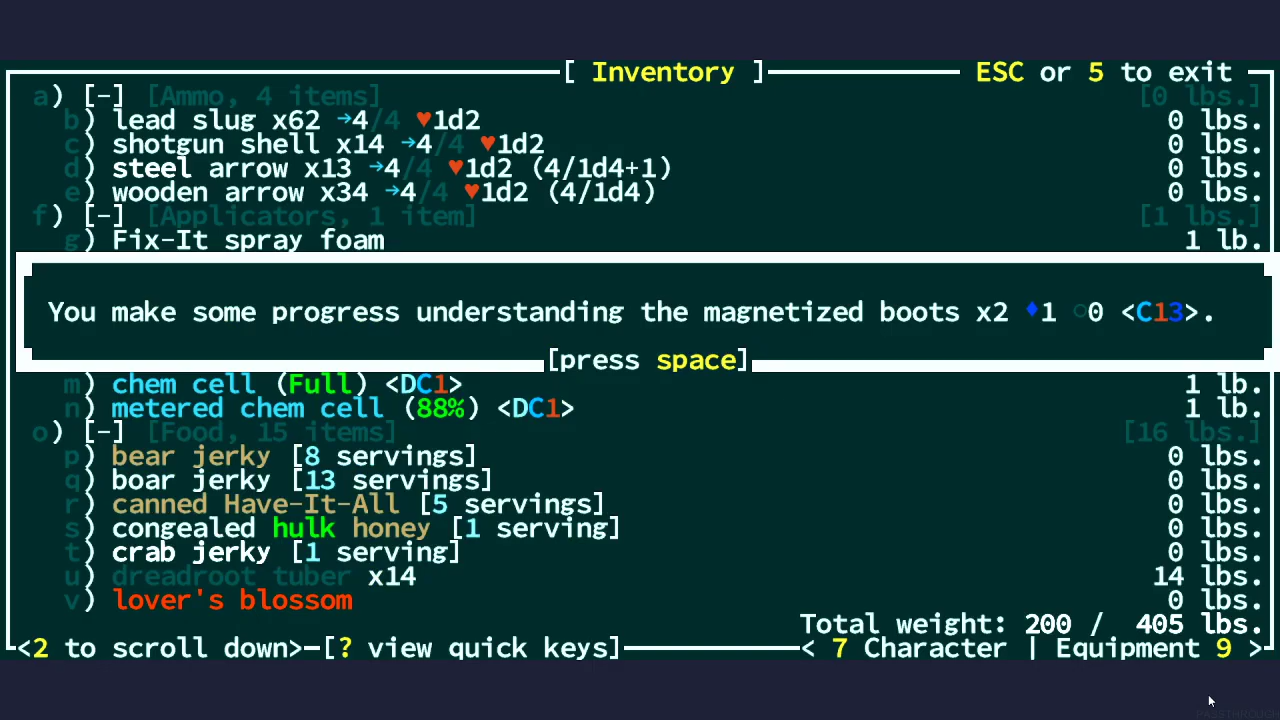 [ Inventory ] ESC or 5 to exit
a) [-] [Ammo, 4 items] [0 lbs.]
b) lead slug x62 →4/4 ♥1d2 0 lbs.
c) shotgun shell x14 →4/4 ♥1d2 0 lbs.
d) steel arrow x13 →4/4 ♥1d2 (4/1d4+1) 0 lbs.
e) wooden arrow x34 →4/4 ♥1d2 (4/1d4) 0 lbs.
f) [-] [Applicators, 1 item] [1 lbs.]
g) Fix-It spray foam 1 lb.
You make some progress understanding the magnetized boots x2 ♦1 ○0 <C13>.
[press space]
m) chem cell (Full) <DC1> 1 lb.
n) metered chem cell (88%) <DC1> 1 lb.
o) [-] [Food, 15 items] [16 lbs.]
p) bear jerky [8 servings] 0 lbs.
q) boar jerky [13 servings] 0 lbs.
r) canned Have-It-All [5 servings] 0 lbs.
s) congealed hulk honey [1 serving] 0 lbs.
t) crab jerky [1 serving] 0 lbs.
u) dreadroot tuber x14 14 lbs.
v) lover's blossom 0 lbs.
Total weight: 200 / 405 lbs.
<2 to scroll down> [? view quick keys] < 7 Character | Equipment 9 >